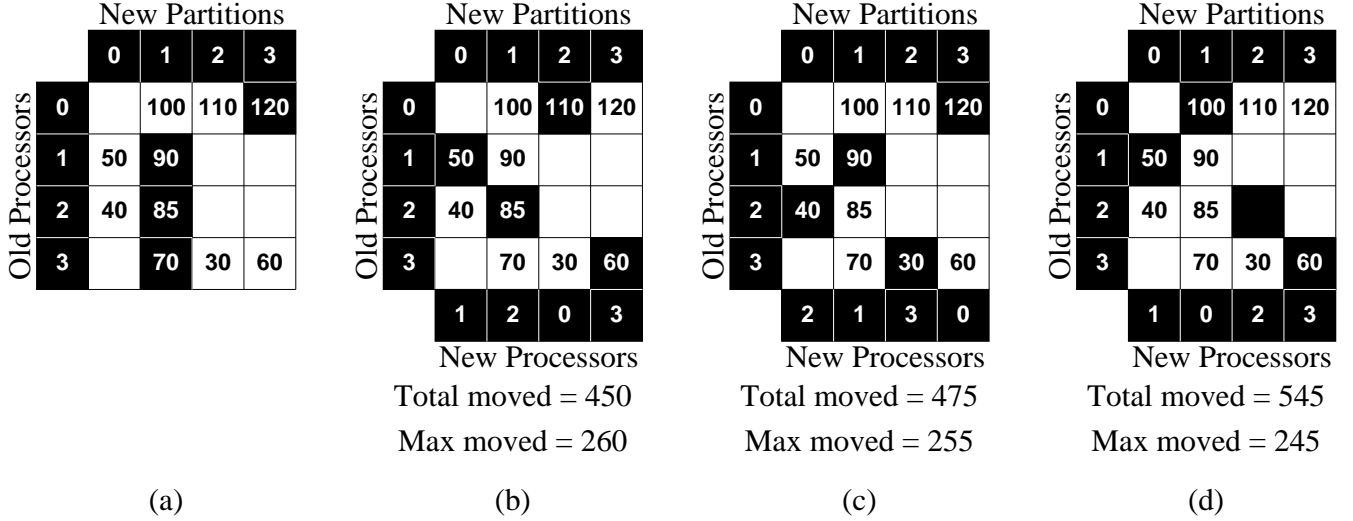 New Partitions
0 1 2 3
Old Processors
0 100 110 120
1 50 90
2 40 85
3 70 30 60
(a)
New Partitions
0 1 2 3
Old Processors
0 100 110 120
1 50 90
2 40 85
3 70 30 60
1 2 0 3
New Processors
Total moved = 450
Max moved = 260
(b)
New Partitions
0 1 2 3
Old Processors
0 100 110 120
1 50 90
2 40 85
3 70 30 60
2 1 3 0
New Processors
Total moved = 475
Max moved = 255
(c)
New Partitions
0 1 2 3
Old Processors
0 100 110 120
1 50 90
2 40 85
3 70 30 60
1 0 2 3
New Processors
Total moved = 545
Max moved = 245
(d)